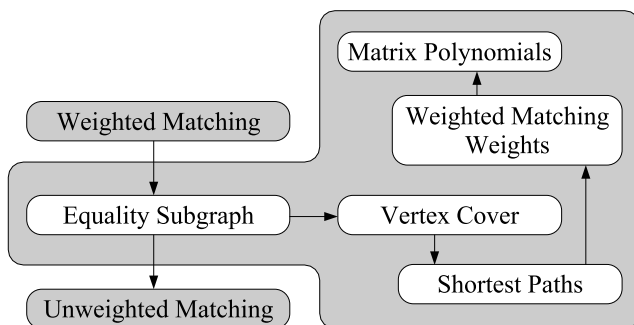 Matrix Polynomials
Weighted Matching
Weighted Matching
Weights
Equality Subgraph
Vertex Cover
Shortest Paths
Unweighted Matching